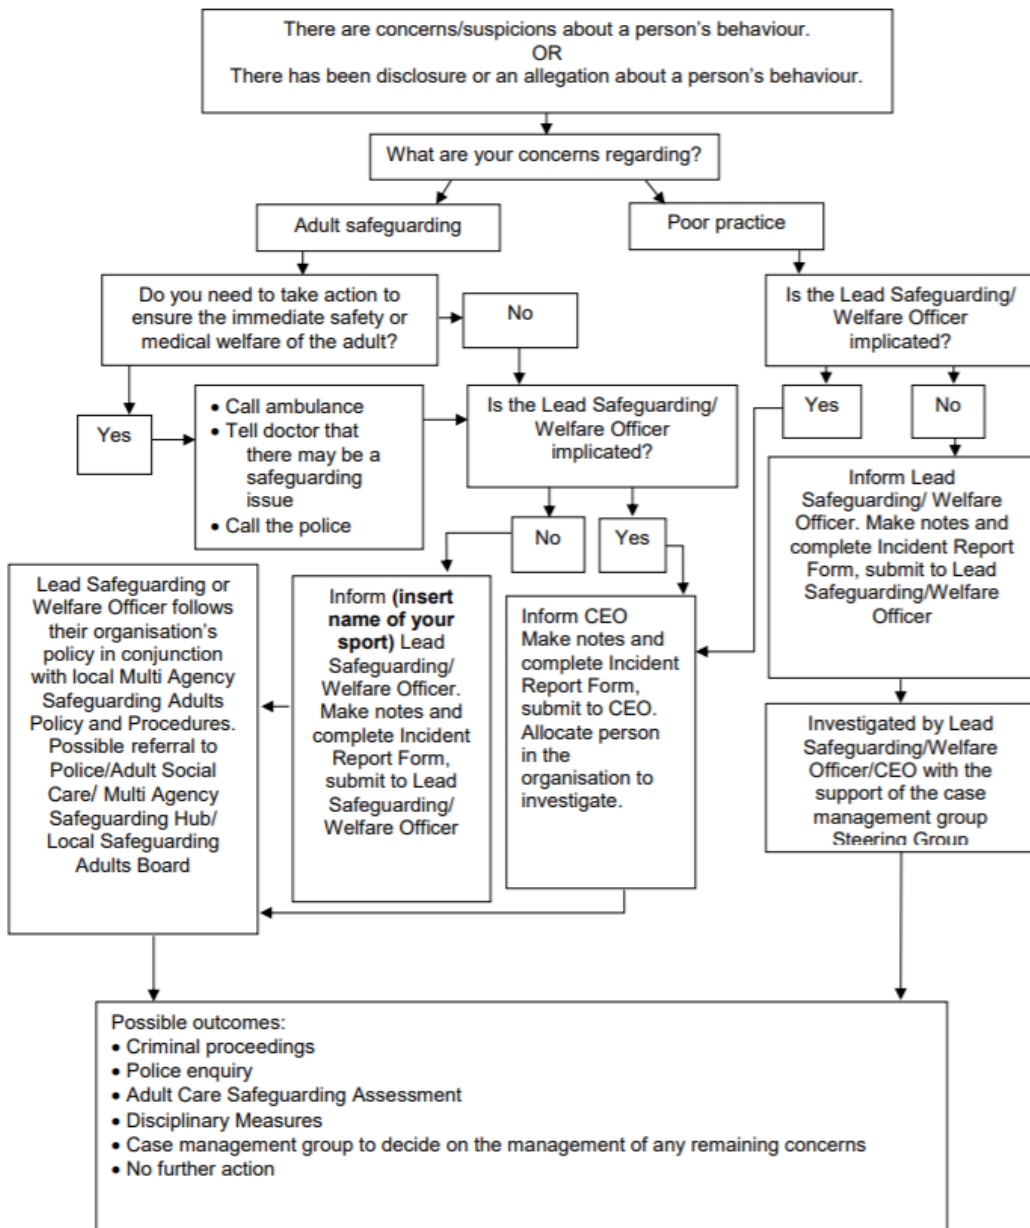 There are concerns/suspicions about a person's behaviour.
OR
There has been disclosure or an allegation about a person's behaviour.
What are your concerns regarding?
Adult safeguarding
Poor practice
Do you need to take action to
ensure the immediate safety or
medical welfare of the adult?
No
Is the Lead Safeguarding/
Welfare Officer
implicated?
Yes
• Call ambulance
• Tell doctor that
there may be a
safeguarding
issue
• Call the police
Is the Lead Safeguarding/
Welfare Officer
implicated?
Yes
No
No
Yes
Inform Lead
Safeguarding/ Welfare
Officer. Make notes and
complete Incident Report
Form, submit to Lead
Safeguarding/Welfare
Officer
Lead Safeguarding or
Welfare Officer follows
their organisation's
policy in conjunction
with local Multi Agency
Safeguarding Adults
Policy and Procedures.
Possible referral to
Police/Adult Social
Care/ Multi Agency
Safeguarding Hub/
Local Safeguarding
Adults Board
Inform (insert
name of your
sport) Lead
Safeguarding/
Welfare Officer.
Make notes and
complete Incident
Report Form,
submit to Lead
Safeguarding/
Welfare Officer
Inform CEO
Make notes and
complete Incident
Report Form,
submit to CEO.
Allocate person
in the
organisation to
investigate.
Investigated by Lead
Safeguarding/Welfare
Officer/CEO with the
support of the case
management group
Steering Group
Possible outcomes:
• Criminal proceedings
• Police enquiry
• Adult Care Safeguarding Assessment
• Disciplinary Measures
• Case management group to decide on the management of any remaining concerns
• No further action